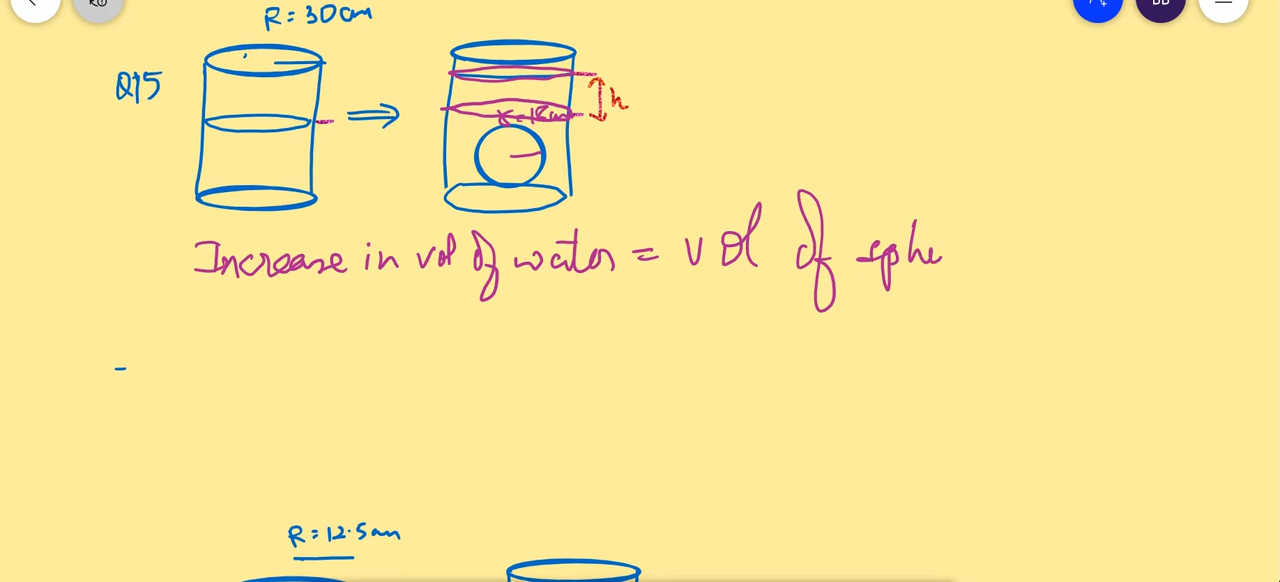 R = 30 cm
Q15
h
Increase in vol of water = vol of sphe
R = 12.5 cm